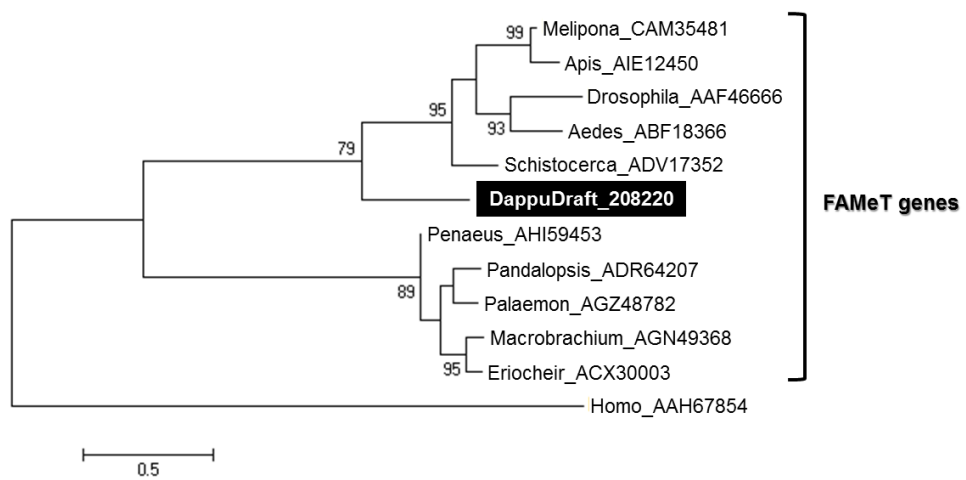 99
Melipona_CAM35481
Apis_AIE12450
Drosophila_AAF46666
95
93
Aedes_ABF18366
79
Schistocerca_ADV17352
DappuDraft_208220
FAMeT genes
Penaeus_AHI59453
Pandalopsis_ADR64207
89
Palaemon_AGZ48782
Macrobrachium_AGN49368
95
Eriocheir_ACX30003
Homo_AAH67854
0.5